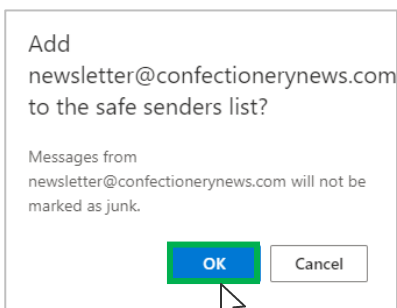 Add
newsletter@confectionerynews.com
to the safe senders list?
Messages from
newsletter@confectionerynews.com will not be
marked as junk.
OK Cancel